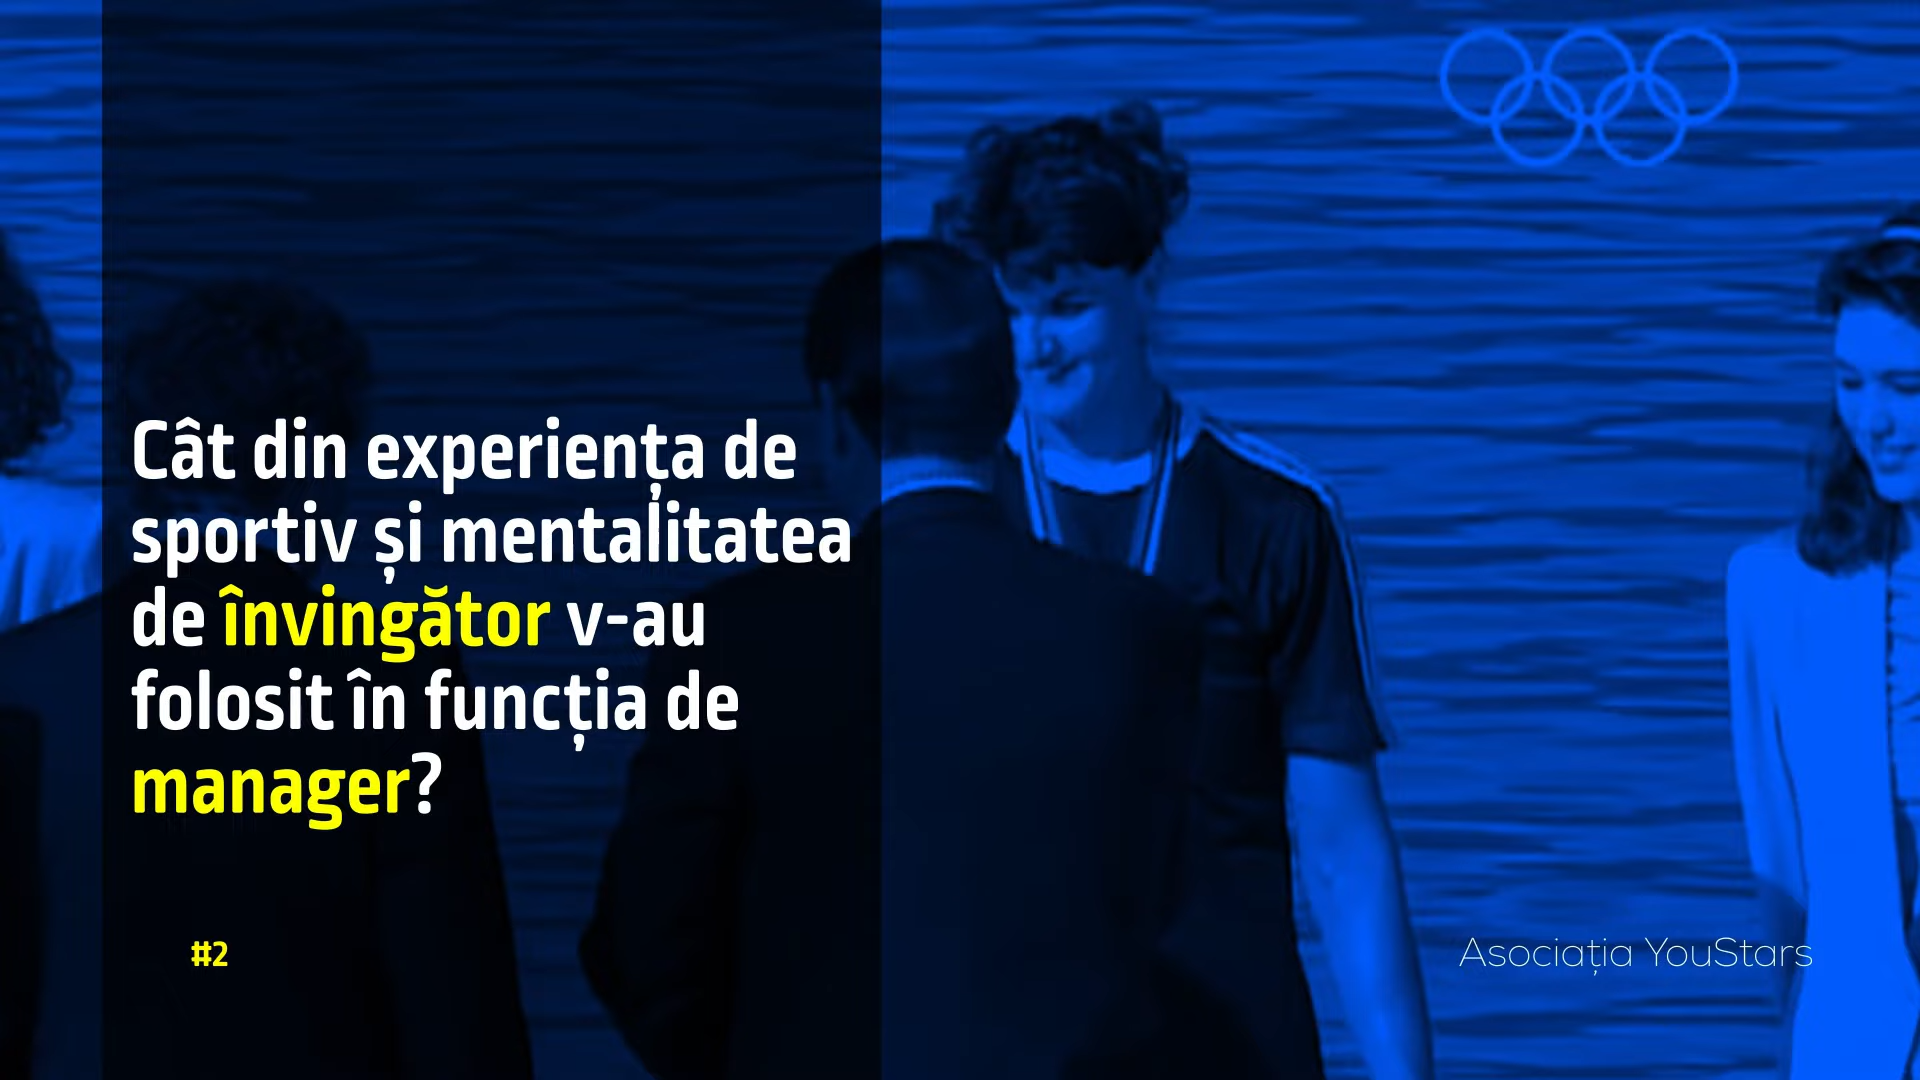 Cât din experiența de
sportiv și mentalitatea
de învingător v-au
folosit în funcția de
manager?
#2
Asociația YouStars